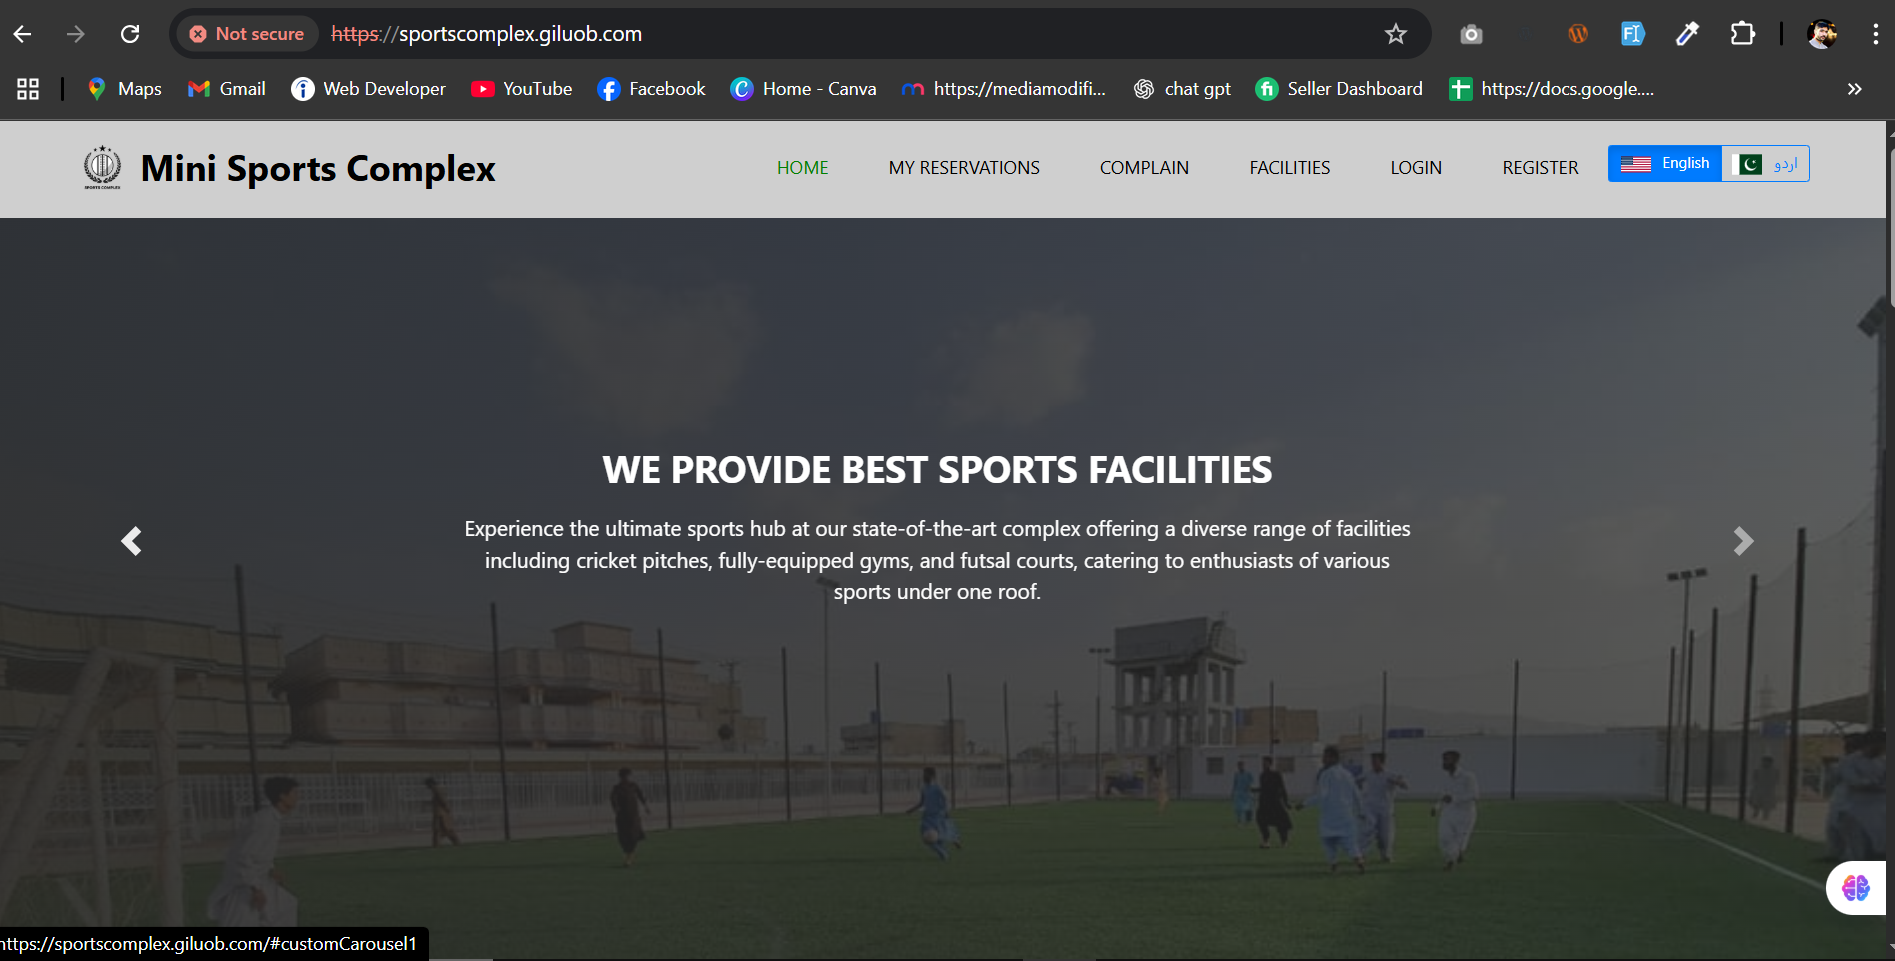 Not secure https://sportscomplex.giluob.com
Maps Gmail Web Developer YouTube Facebook Home - Canva https://mediamodifi... chat gpt Seller Dashboard https://docs.google....
SPORTS COMPLEX
Mini Sports Complex HOME MY RESERVATIONS COMPLAIN FACILITIES LOGIN REGISTER English اردو
WE PROVIDE BEST SPORTS FACILITIES
Experience the ultimate sports hub at our state-of-the-art complex offering a diverse range of facilities
including cricket pitches, fully-equipped gyms, and futsal courts, catering to enthusiasts of various
sports under one roof.
https://sportscomplex.giluob.com/#customCarousel1